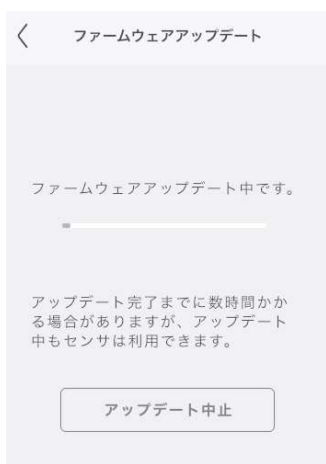 ファームウェアアップデート
ファームウェアアップデート中です。
アップデート完了までに数時間かか
る場合がありますが、アップデート
中もセンサは利用できます。
アップデート中止